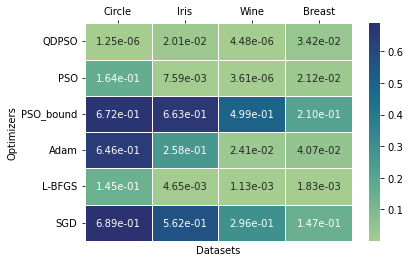 Circle Iris Wine Breast
QDPSO 1.25e-06 2.01e-02 4.48e-06 3.42e-02
PSO 1.64e-01 7.59e-03 3.61e-06 2.12e-02
PSO_bound 6.72e-01 6.63e-01 4.99e-01 2.10e-01
Adam 6.46e-01 2.58e-01 2.41e-02 4.07e-02
L-BFGS 1.45e-01 4.65e-03 1.13e-03 1.83e-03
SGD 6.89e-01 5.62e-01 2.96e-01 1.47e-01
Optimizers
Datasets
0.6
0.5
0.4
0.3
0.2
0.1